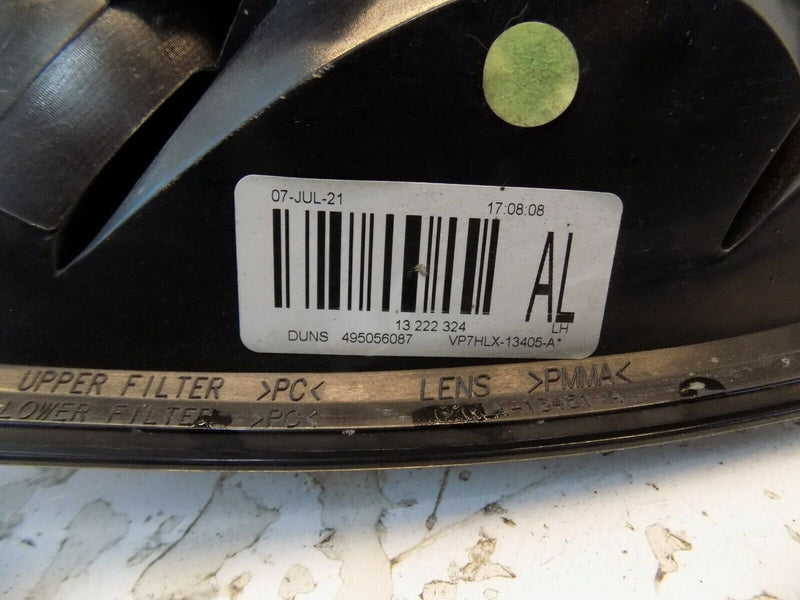 07-JUL-21 17:08:08
AL
LH
13 222 324
DUNS 495056087 VP7HLX-13405-A*
UPPER FILTER >PC< LENS >PMMA<
LOWER FILTER >PC< -13451 A